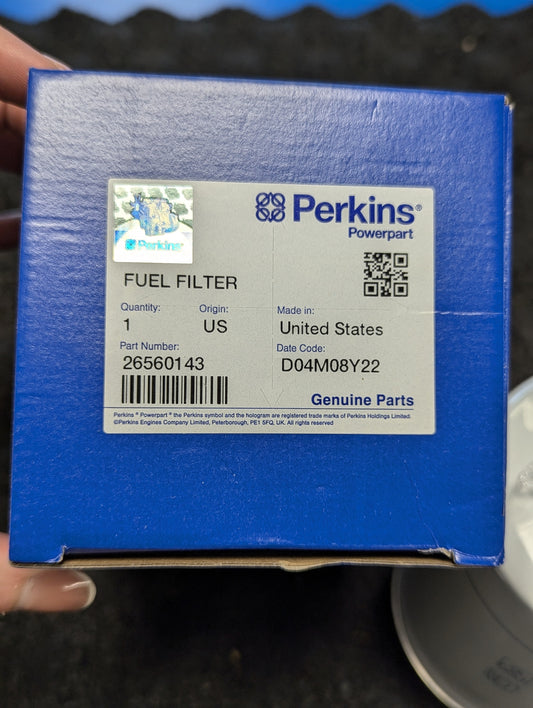 Perkins
Perkins®
Powerpart
FUEL FILTER
Quantity: Origin: Made in:
1 US United States
Part Number: Date Code:
26560143 D04M08Y22
Genuine Parts
Perkins ® Powerpart ® the Perkins symbol and the hologram are registered trade marks of Perkins Holdings Limited.
©Perkins Engines Company Limited, Peterborough, PE1 5FQ, UK. All rights reserved